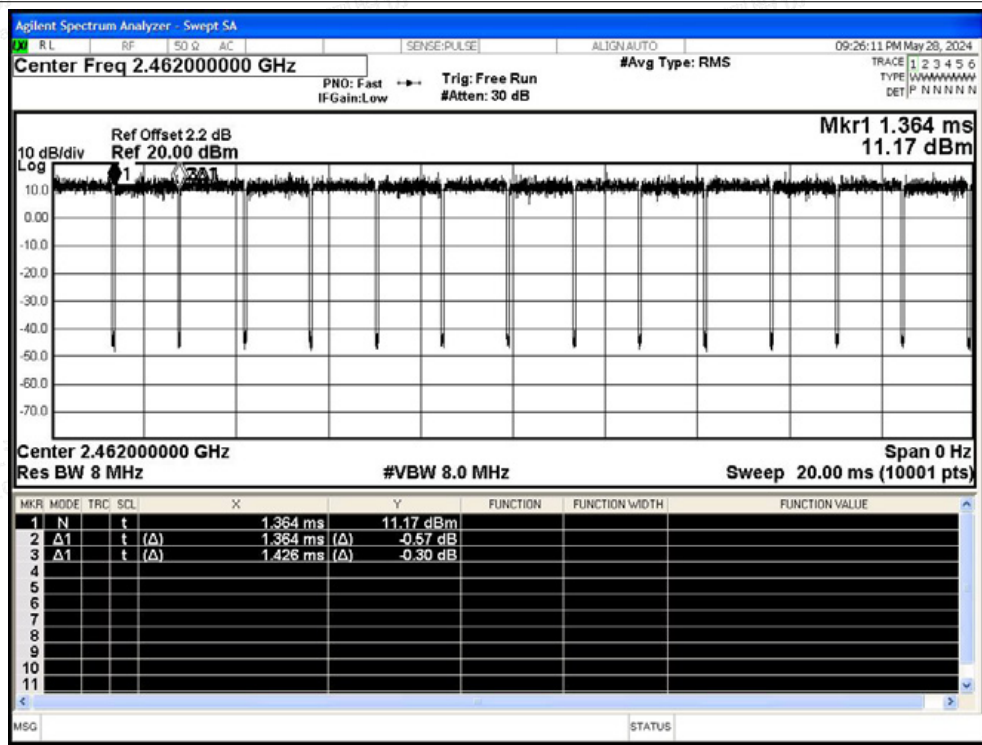 Agilent Spectrum Analyzer - Swept SA
RL RF 50 Ω AC SENSE:PULSE ALIGN AUTO 09:26:11 PM May 28, 2024
Center Freq 2.462000000 GHz #Avg Type: RMS TRACE 1 2 3 4 5 6
PNO: Fast Trig: Free Run TYPE WWWWWW
IFGain:Low #Atten: 30 dB DET P N N N N N
Mkr1 1.364 ms
Ref Offset 2.2 dB
10 dB/div Ref 20.00 dBm 11.17 dBm
Log
1 3Δ1
10.0
0.00
-10.0
-20.0
-30.0
-40.0
-50.0
-60.0
-70.0
Center 2.462000000 GHz Span 0 Hz
Res BW 8 MHz #VBW 8.0 MHz Sweep 20.00 ms (10001 pts)
MKR MODE TRC SCL X Y FUNCTION FUNCTION WIDTH FUNCTION VALUE
1 N t 1.364 ms 11.17 dBm
2 Δ1 t (Δ) 1.364 ms (Δ) -0.57 dB
3 Δ1 t (Δ) 1.426 ms (Δ) -0.30 dB
4
5
6
7
8
9
10
11
MSG STATUS